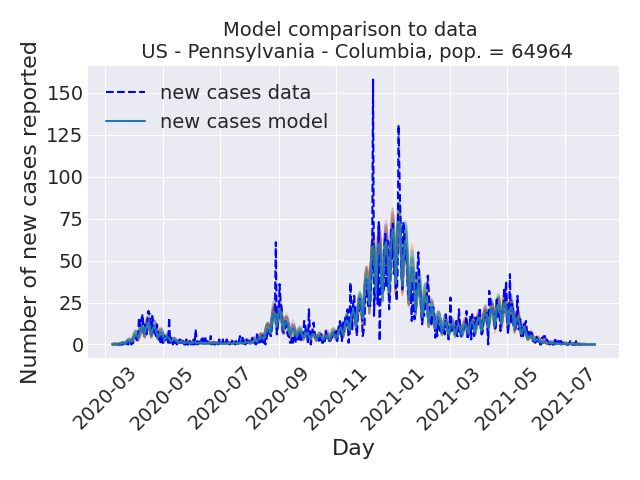 Model comparison to data
US - Pennsylvania - Columbia, pop. = 64964
Number of new cases reported
150
125
100
75
50
25
0
new cases data
new cases model
2020-03
2020-05
2020-07
2020-09
2020-11
2021-01
2021-03
2021-05
2021-07
Day